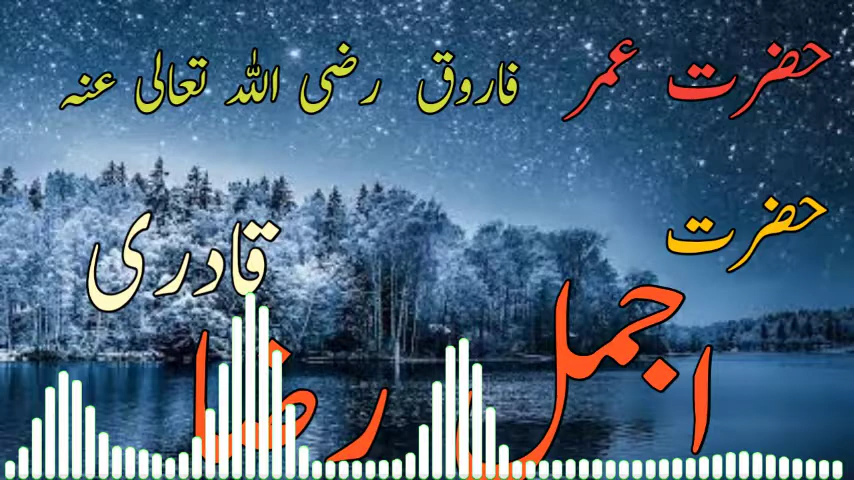 حضرت عمر فاروق رضی اللہ تعالی عنہ
حضرت
اجمل رضا قادری